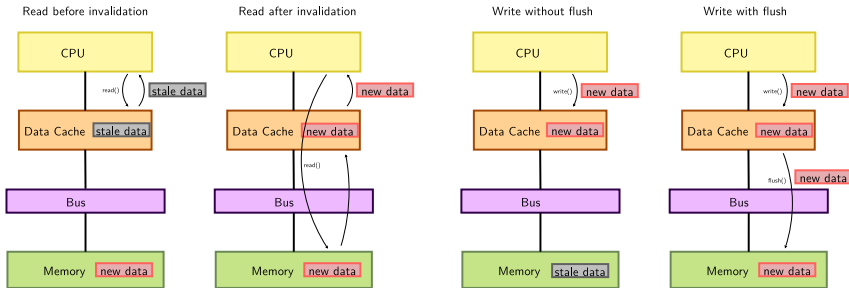 Read before invalidation
CPU
read()
stale data
Data Cache
stale data
Bus
Memory
new data
Read after invalidation
CPU
new data
Data Cache
new data
read()
Bus
Memory
new data
Write without flush
CPU
write()
new data
Data Cache
new data
Bus
Memory
stale data
Write with flush
CPU
write()
new data
Data Cache
new data
flush()
new data
Bus
Memory
new data